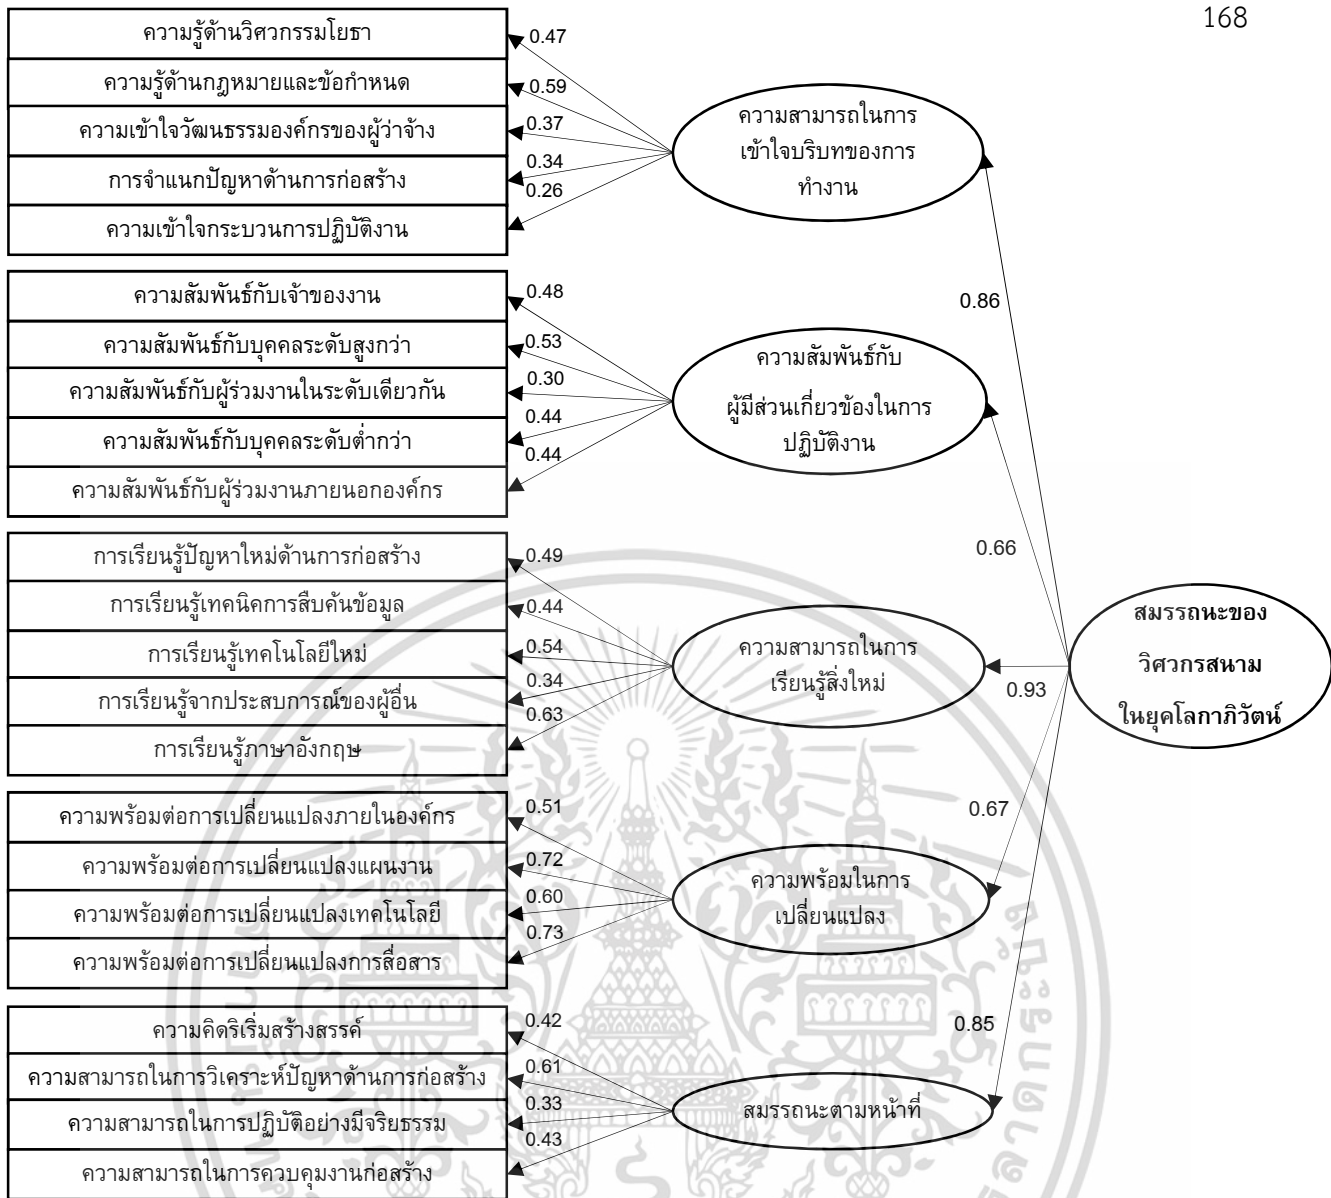 168
ความรู้ด้านวิศวกรรมโยธา
ความรู้ด้านกฎหมายและข้อกำหนด
ความเข้าใจวัฒนธรรมองค์กรของผู้ว่าจ้าง
การจำแนกปัญหาด้านการก่อสร้าง
ความเข้าใจกระบวนการปฏิบัติงาน
0.47
0.59
0.37
0.34
0.26
ความสามารถในการ
เข้าใจบริบทของการ
ทำงาน
ความสัมพันธ์กับเจ้าของงาน
ความสัมพันธ์กับบุคคลระดับสูงกว่า
ความสัมพันธ์กับผู้ร่วมงานในระดับเดียวกัน
ความสัมพันธ์กับบุคคลระดับต่ำกว่า
ความสัมพันธ์กับผู้ร่วมงานภายนอกองค์กร
0.48
0.53
0.30
0.44
0.44
ความสัมพันธ์กับ
ผู้มีส่วนเกี่ยวข้องในการ
ปฏิบัติงาน
การเรียนรู้ปัญหาใหม่ด้านการก่อสร้าง
การเรียนรู้เทคนิคการสืบค้นข้อมูล
การเรียนรู้เทคโนโลยีใหม่
การเรียนรู้จากประสบการณ์ของผู้อื่น
การเรียนรู้ภาษาอังกฤษ
0.49
0.44
0.54
0.34
0.63
ความสามารถในการ
เรียนรู้สิ่งใหม่
ความพร้อมต่อการเปลี่ยนแปลงภายในองค์กร
ความพร้อมต่อการเปลี่ยนแปลงแผนงาน
ความพร้อมต่อการเปลี่ยนแปลงเทคโนโลยี
ความพร้อมต่อการเปลี่ยนแปลงการสื่อสาร
0.51
0.72
0.60
0.73
ความพร้อมในการ
เปลี่ยนแปลง
ความคิดริเริ่มสร้างสรรค์
ความสามารถในการวิเคราะห์ปัญหาด้านการก่อสร้าง
ความสามารถในการปฏิบัติอย่างมีจริยธรรม
ความสามารถในการควบคุมงานก่อสร้าง
0.42
0.61
0.33
0.43
สมรรถนะตามหน้าที่
0.86
0.66
0.93
0.67
0.85
สมรรถนะของ
วิศวกรสนาม
ในยุคโลกาภิวัตน์